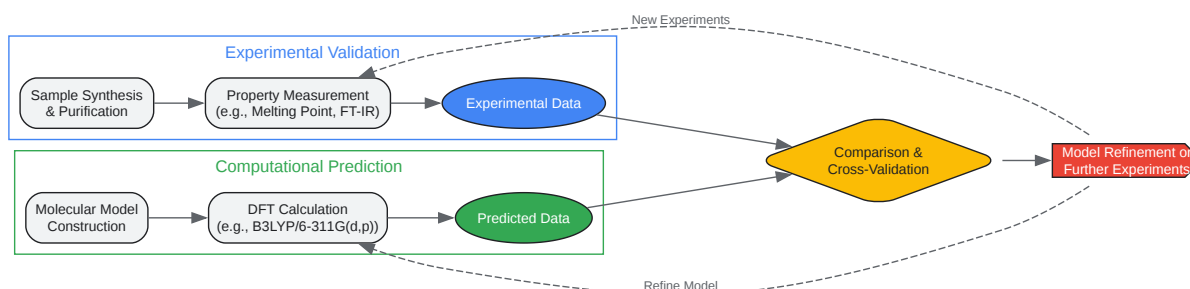 New Experiments
Experimental Validation
Sample Synthesis
& Purification
Property Measurement
(e.g., Melting Point, FT-IR)
Experimental Data
Comparison &
Cross-Validation
Model Refinement or
Further Experiments
Computational Prediction
Molecular Model
Construction
DFT Calculation
(e.g., B3LYP/6-311G(d,p))
Predicted Data
Refine Model